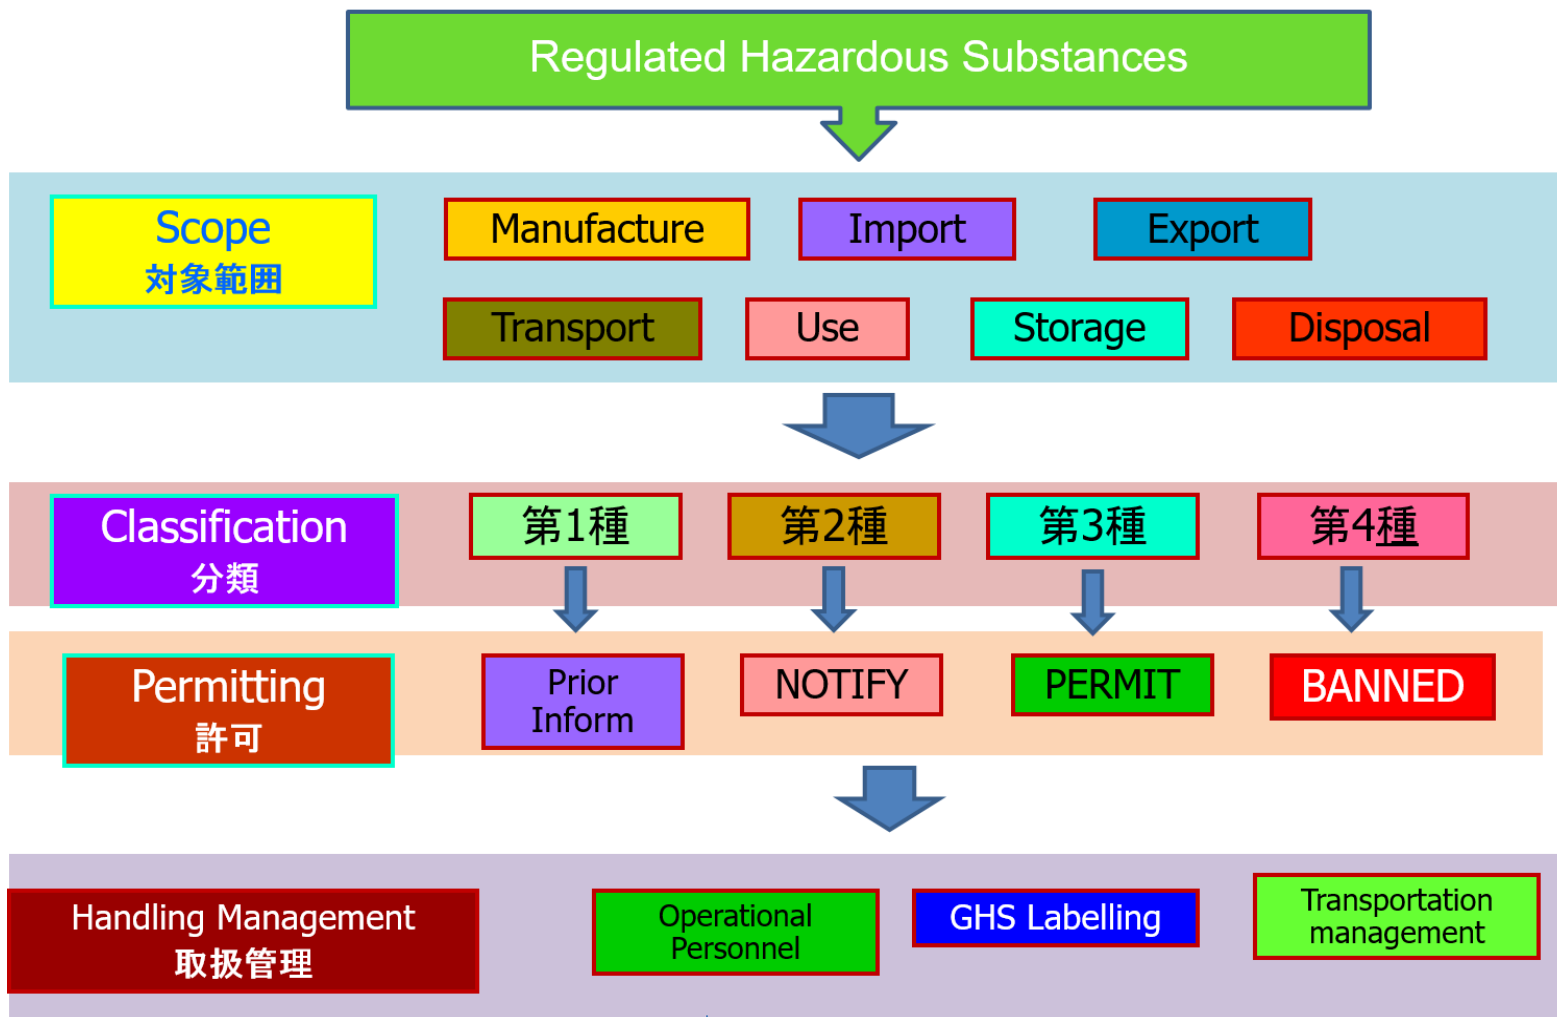 Regulated Hazardous Substances
Scope
対象範囲
Manufacture
Import
Export
Transport
Use
Storage
Disposal
Classification
分類
第1種
第2種
第3種
第4種
Permitting
許可
Prior
Inform
NOTIFY
PERMIT
BANNED
Handling Management
取扱管理
Operational
Personnel
GHS Labelling
Transportation
management